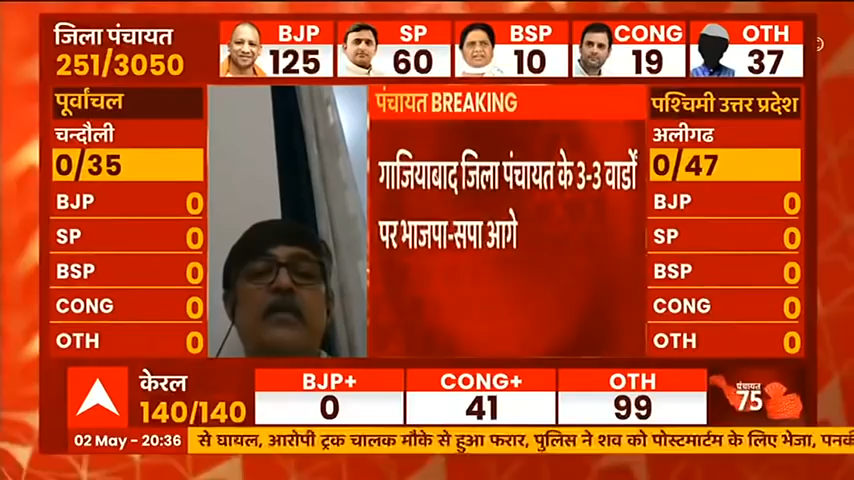 जिला पंचायत
251/3050
BJP
125
SP
60
BSP
10
CONG
19
OTH
37
पूर्वांचल
चन्दौली
0/35
BJP 0
SP 0
BSP 0
CONG 0
OTH 0
पंचायत BREAKING
गाजियाबाद जिला पंचायत के 3-3 वार्डों
पर भाजपा-सपा आगे
पश्चिमी उत्तर प्रदेश
अलीगढ
0/47
BJP 0
SP 0
BSP 0
CONG 0
OTH 0
केरल
140/140
BJP+
0
CONG+
41
OTH
99
पंचायत
75
02 May - 20:36
से घायल, आरोपी ट्रक चालक मौके से हुआ फरार, पुलिस ने शव को पोस्टमार्टम के लिए भेजा, पनकी